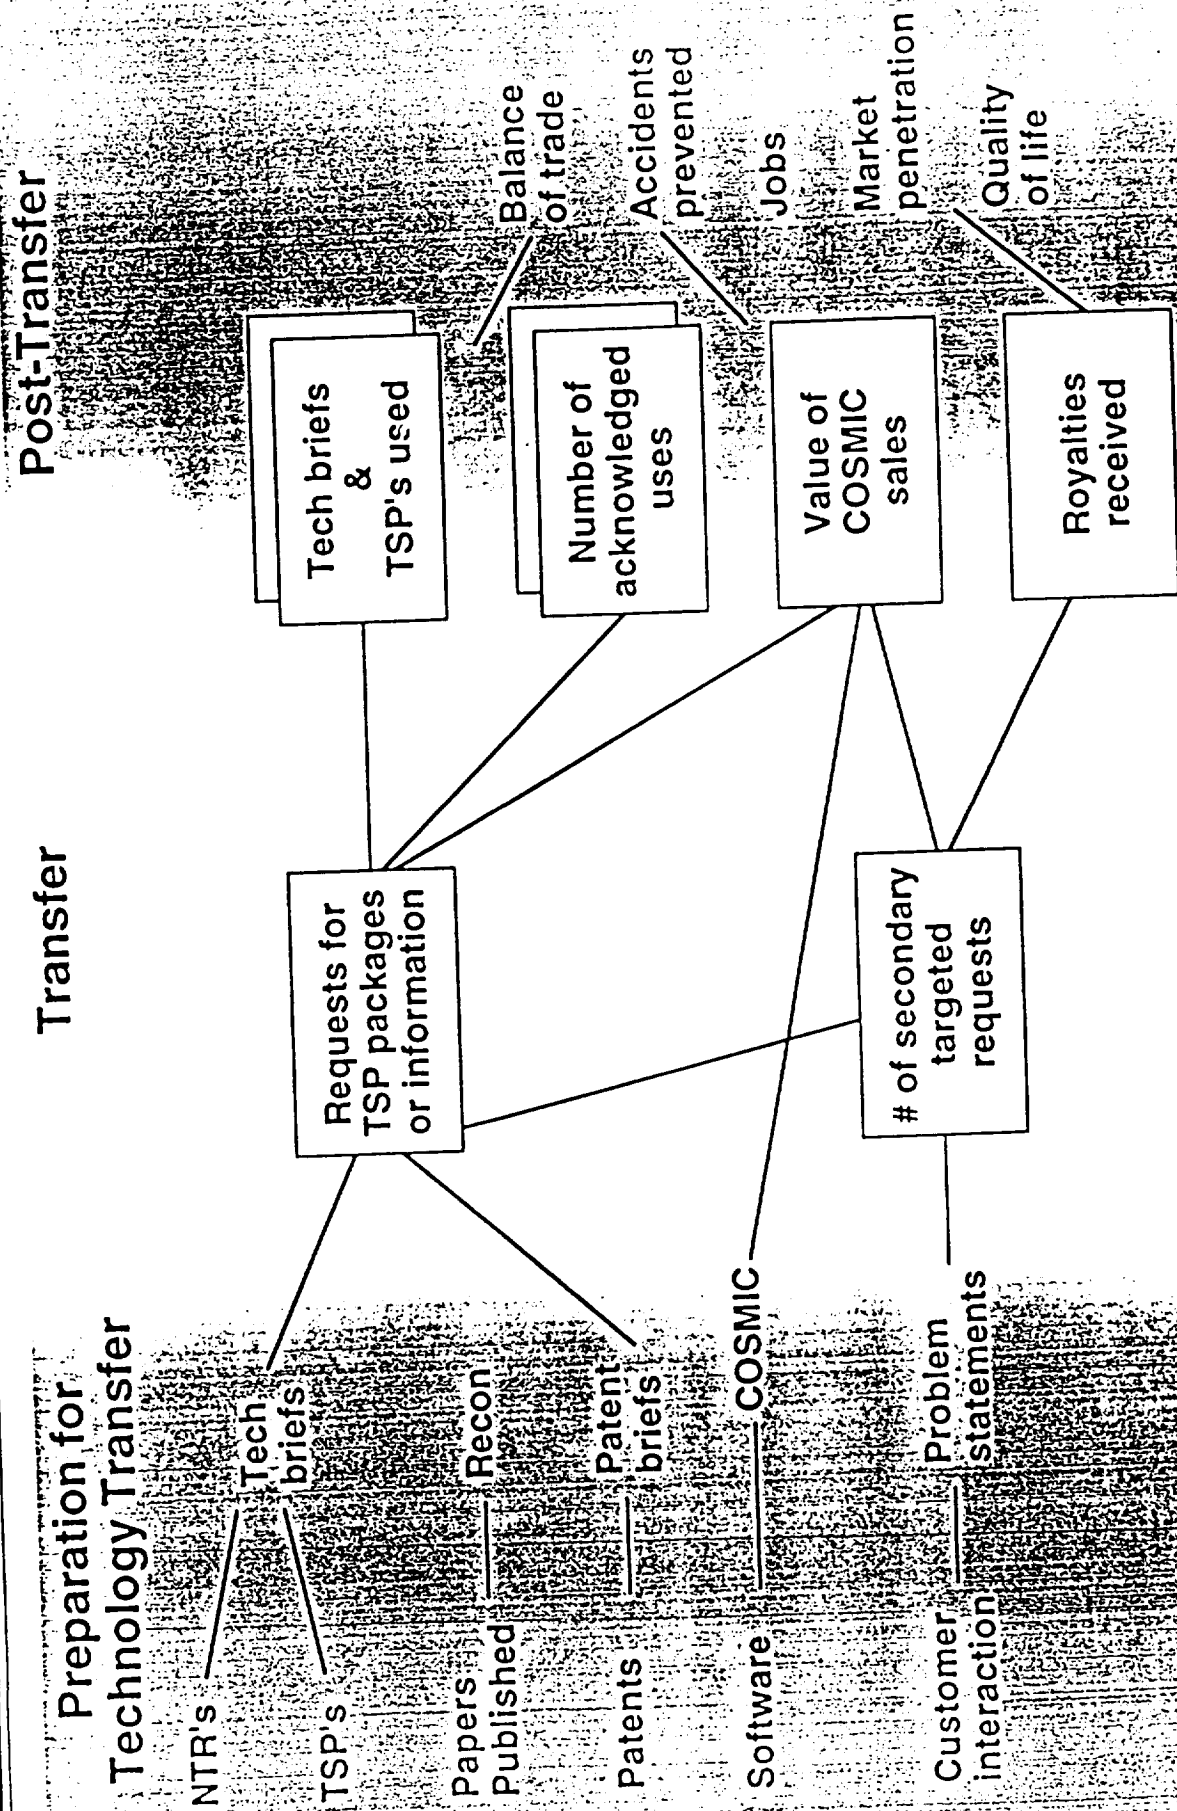 Preparation for
Technology Transfer
Transfer
Post-Transfer
NTR's
TSP's
Tech
briefs
Papers
Published
Recon
Patents
Patent
briefs
Software
COSMIC
Customer
interaction
Problem
statements
Requests for
TSP packages
or information
# of secondary
targeted
requests
Tech briefs
&
TSP's used
Number of
acknowledged
uses
Value of
COSMIC
sales
Royalties
received
Balance
of trade
Accidents
prevented
Jobs
Market
penetration
Quality
of life